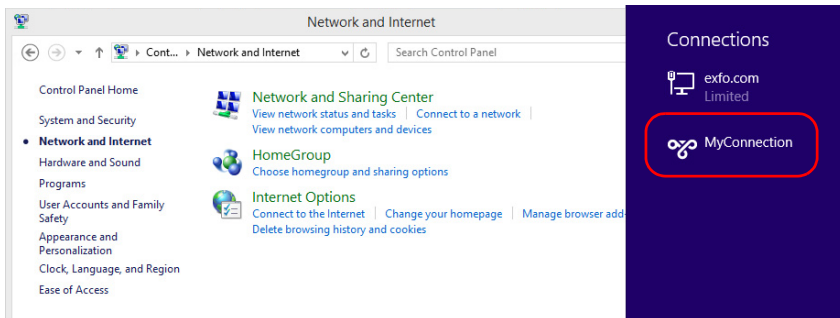 Network and Internet
Cont... Network and Internet
Search Control Panel
Control Panel Home
System and Security
Network and Internet
Hardware and Sound
Programs
User Accounts and Family
Safety
Appearance and
Personalization
Clock, Language, and Region
Ease of Access
Network and Sharing Center
View network status and tasks Connect to a network
View network computers and devices
HomeGroup
Choose homegroup and sharing options
Internet Options
Connect to the Internet Change your homepage Manage browser add-
Delete browsing history and cookies
Connections
exfo.com
Limited
MyConnection